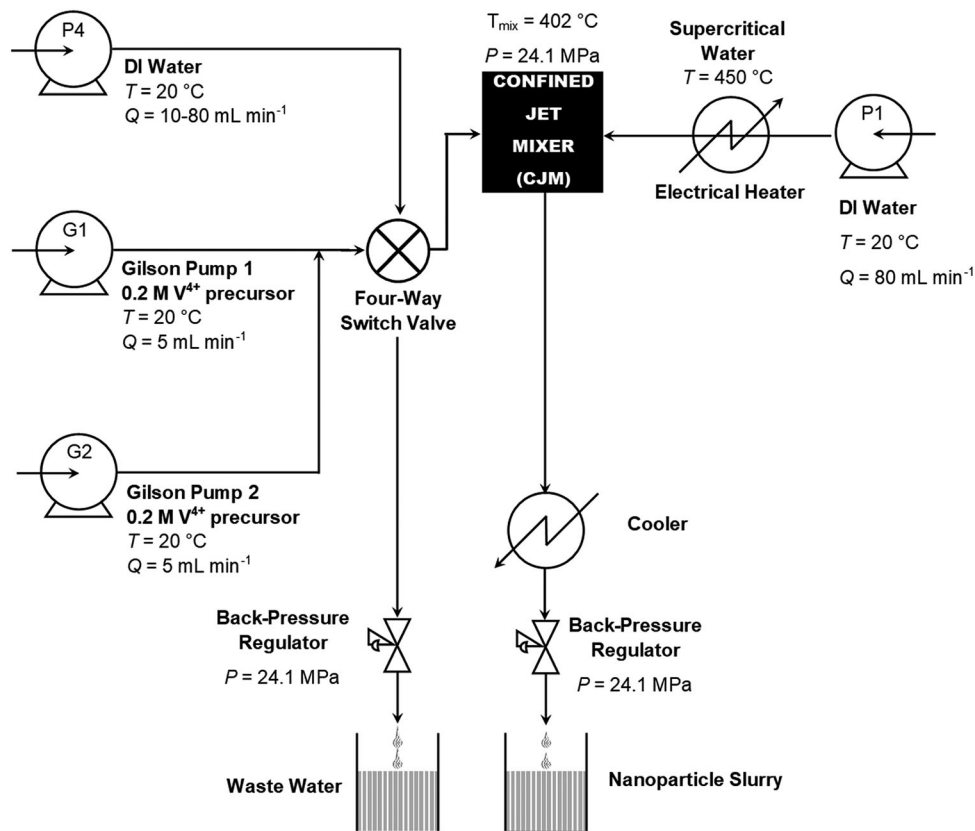 P4
DI Water
T = 20 °C
Q = 10-80 mL min⁻¹
T_mix = 402 °C
P = 24.1 MPa
CONFINED
JET
MIXER
(CJM)
Supercritical
Water
T = 450 °C
Electrical Heater
P1
DI Water
T = 20 °C
Q = 80 mL min⁻¹
G1
Gilson Pump 1
0.2 M V⁴⁺ precursor
T = 20 °C
Q = 5 mL min⁻¹
Four-Way
Switch Valve
G2
Gilson Pump 2
0.2 M V⁴⁺ precursor
T = 20 °C
Q = 5 mL min⁻¹
Cooler
Back-Pressure
Regulator
P = 24.1 MPa
Back-Pressure
Regulator
P = 24.1 MPa
Waste Water
Nanoparticle Slurry